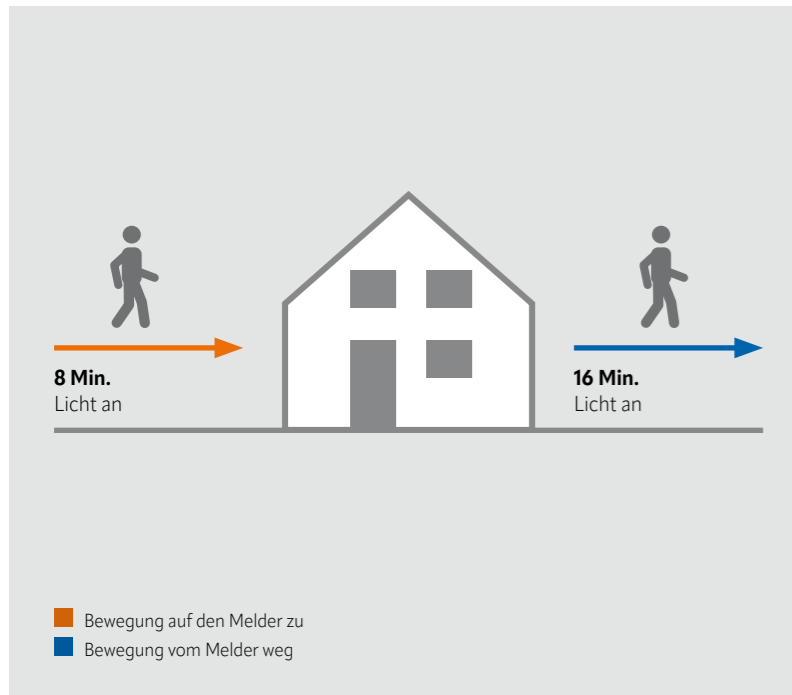 8 Min.
Licht an
16 Min.
Licht an
Bewegung auf den Melder zu
Bewegung vom Melder weg